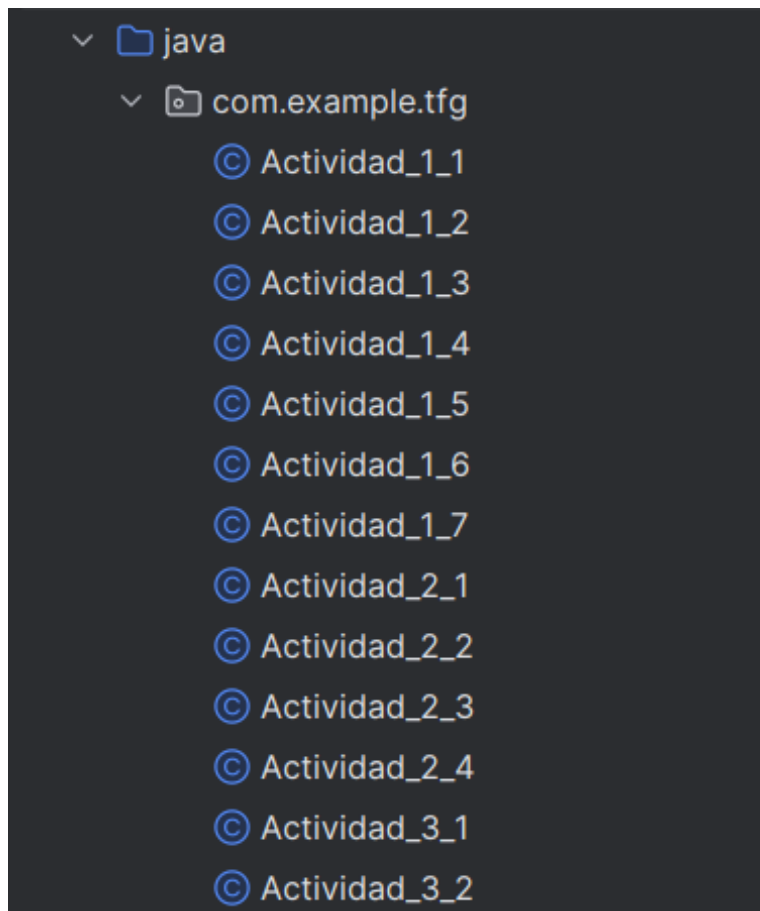 java
com.example.tfg
Actividad_1_1
Actividad_1_2
Actividad_1_3
Actividad_1_4
Actividad_1_5
Actividad_1_6
Actividad_1_7
Actividad_2_1
Actividad_2_2
Actividad_2_3
Actividad_2_4
Actividad_3_1
Actividad_3_2